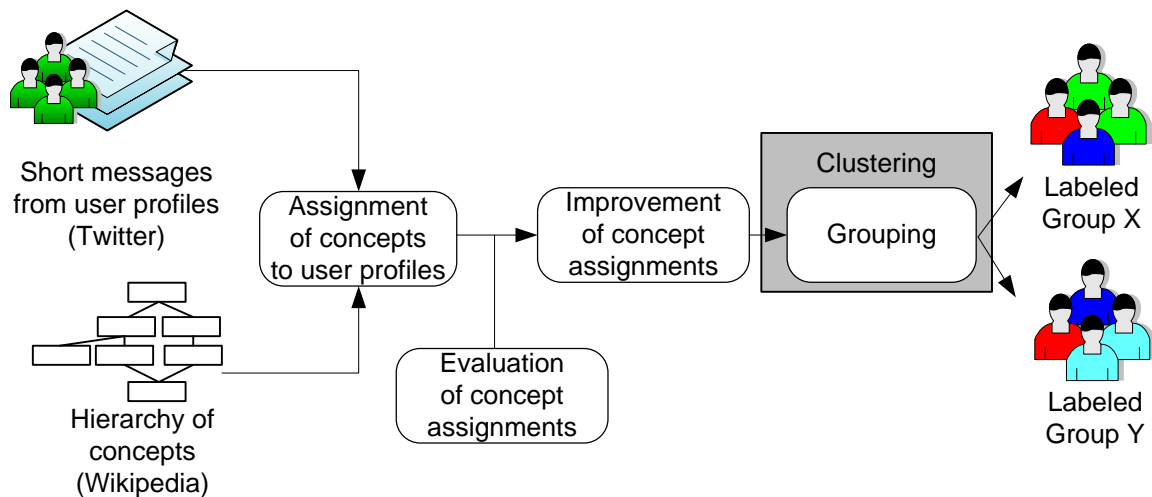 Short messages
from user profiles
(Twitter)
Hierarchy of
concepts
(Wikipedia)
Assignment
of concepts
to user profiles
Evaluation
of concept
assignments
Improvement
of concept
assignments
Clustering
Grouping
Labeled
Group X
Labeled
Group Y